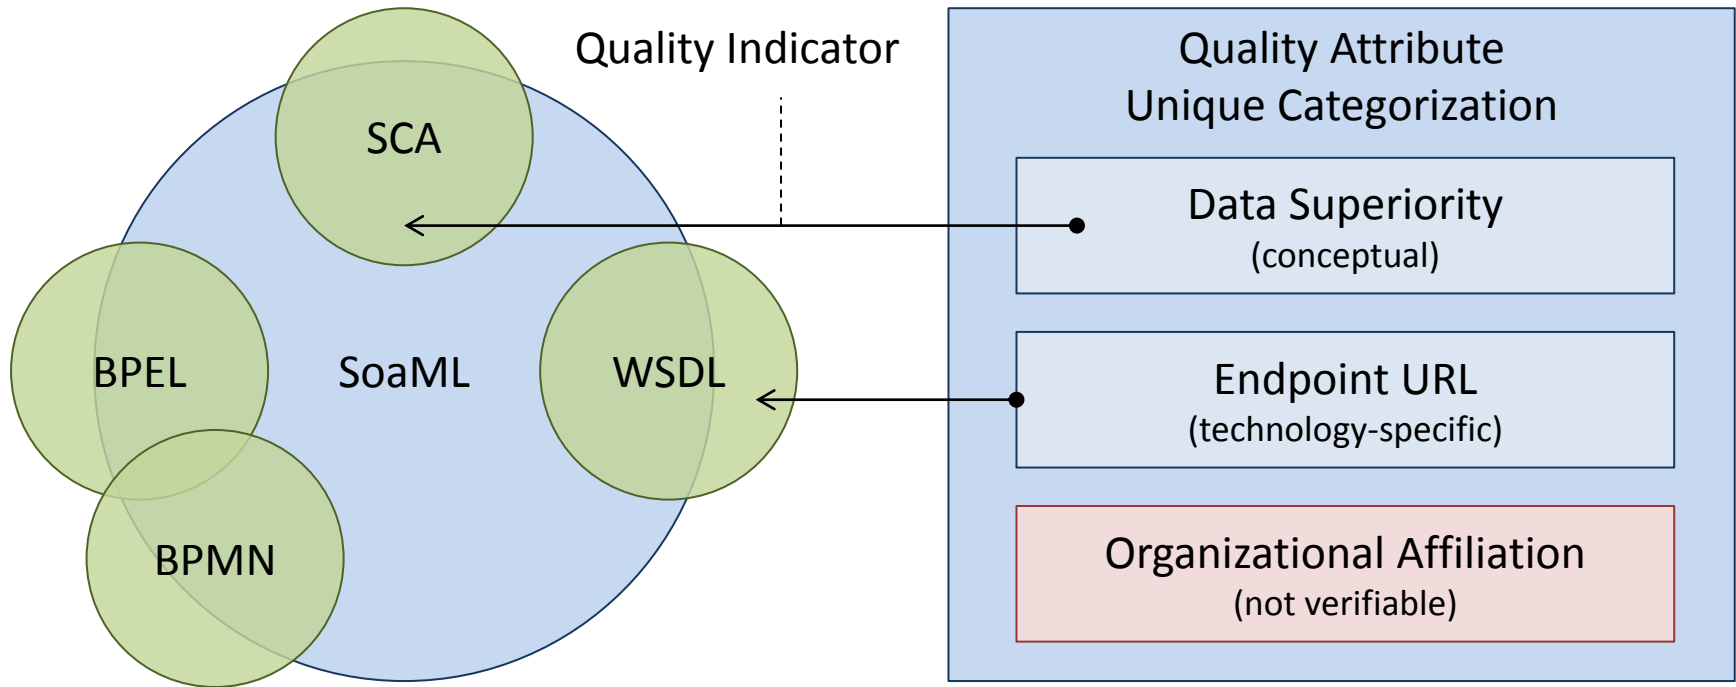 Quality Indicator
SCA
BPEL
SoaML
WSDL
BPMN
Quality Attribute
Unique Categorization
Data Superiority
(conceptual)
Endpoint URL
(technology-specific)
Organizational Affiliation
(not verifiable)